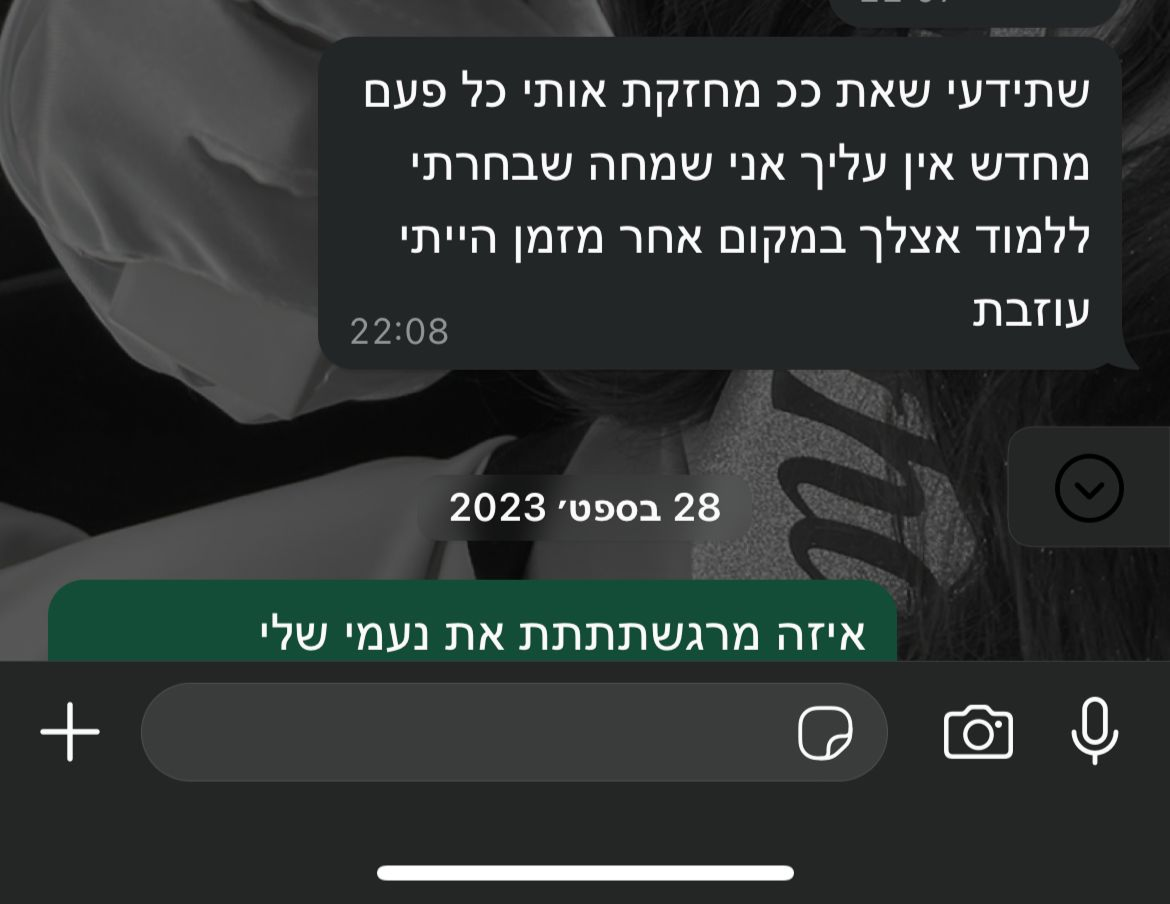 שתידעי שאת ככ מחזקת אותי כל פעם
מחדש אין עליך אני שמחה שבחרתי
ללמוד אצלך במקום אחר מזמן הייתי
עוזבת
22:08
28 בספט׳ 2023
איזה מרגשתתתת את נעמי שלי